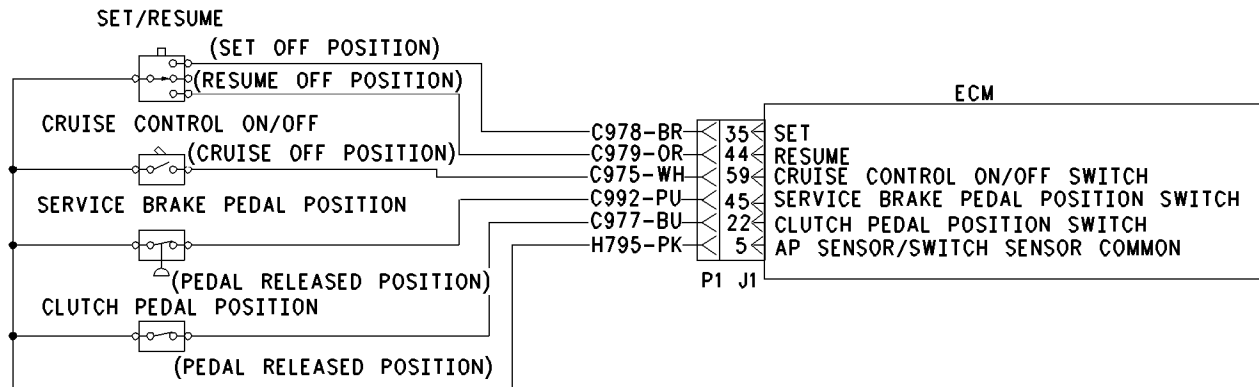 SET/RESUME
(SET OFF POSITION)
(RESUME OFF POSITION)
CRUISE CONTROL ON/OFF
(CRUISE OFF POSITION)
SERVICE BRAKE PEDAL POSITION
(PEDAL RELEASED POSITION)
CLUTCH PEDAL POSITION
(PEDAL RELEASED POSITION)
ECM
C978-BR 35 SET
C979-OR 44 RESUME
C975-WH 59 CRUISE CONTROL ON/OFF SWITCH
C992-PU 45 SERVICE BRAKE PEDAL POSITION SWITCH
C977-BU 22 CLUTCH PEDAL POSITION SWITCH
H795-PK 5 AP SENSOR/SWITCH SENSOR COMMON
P1 J1